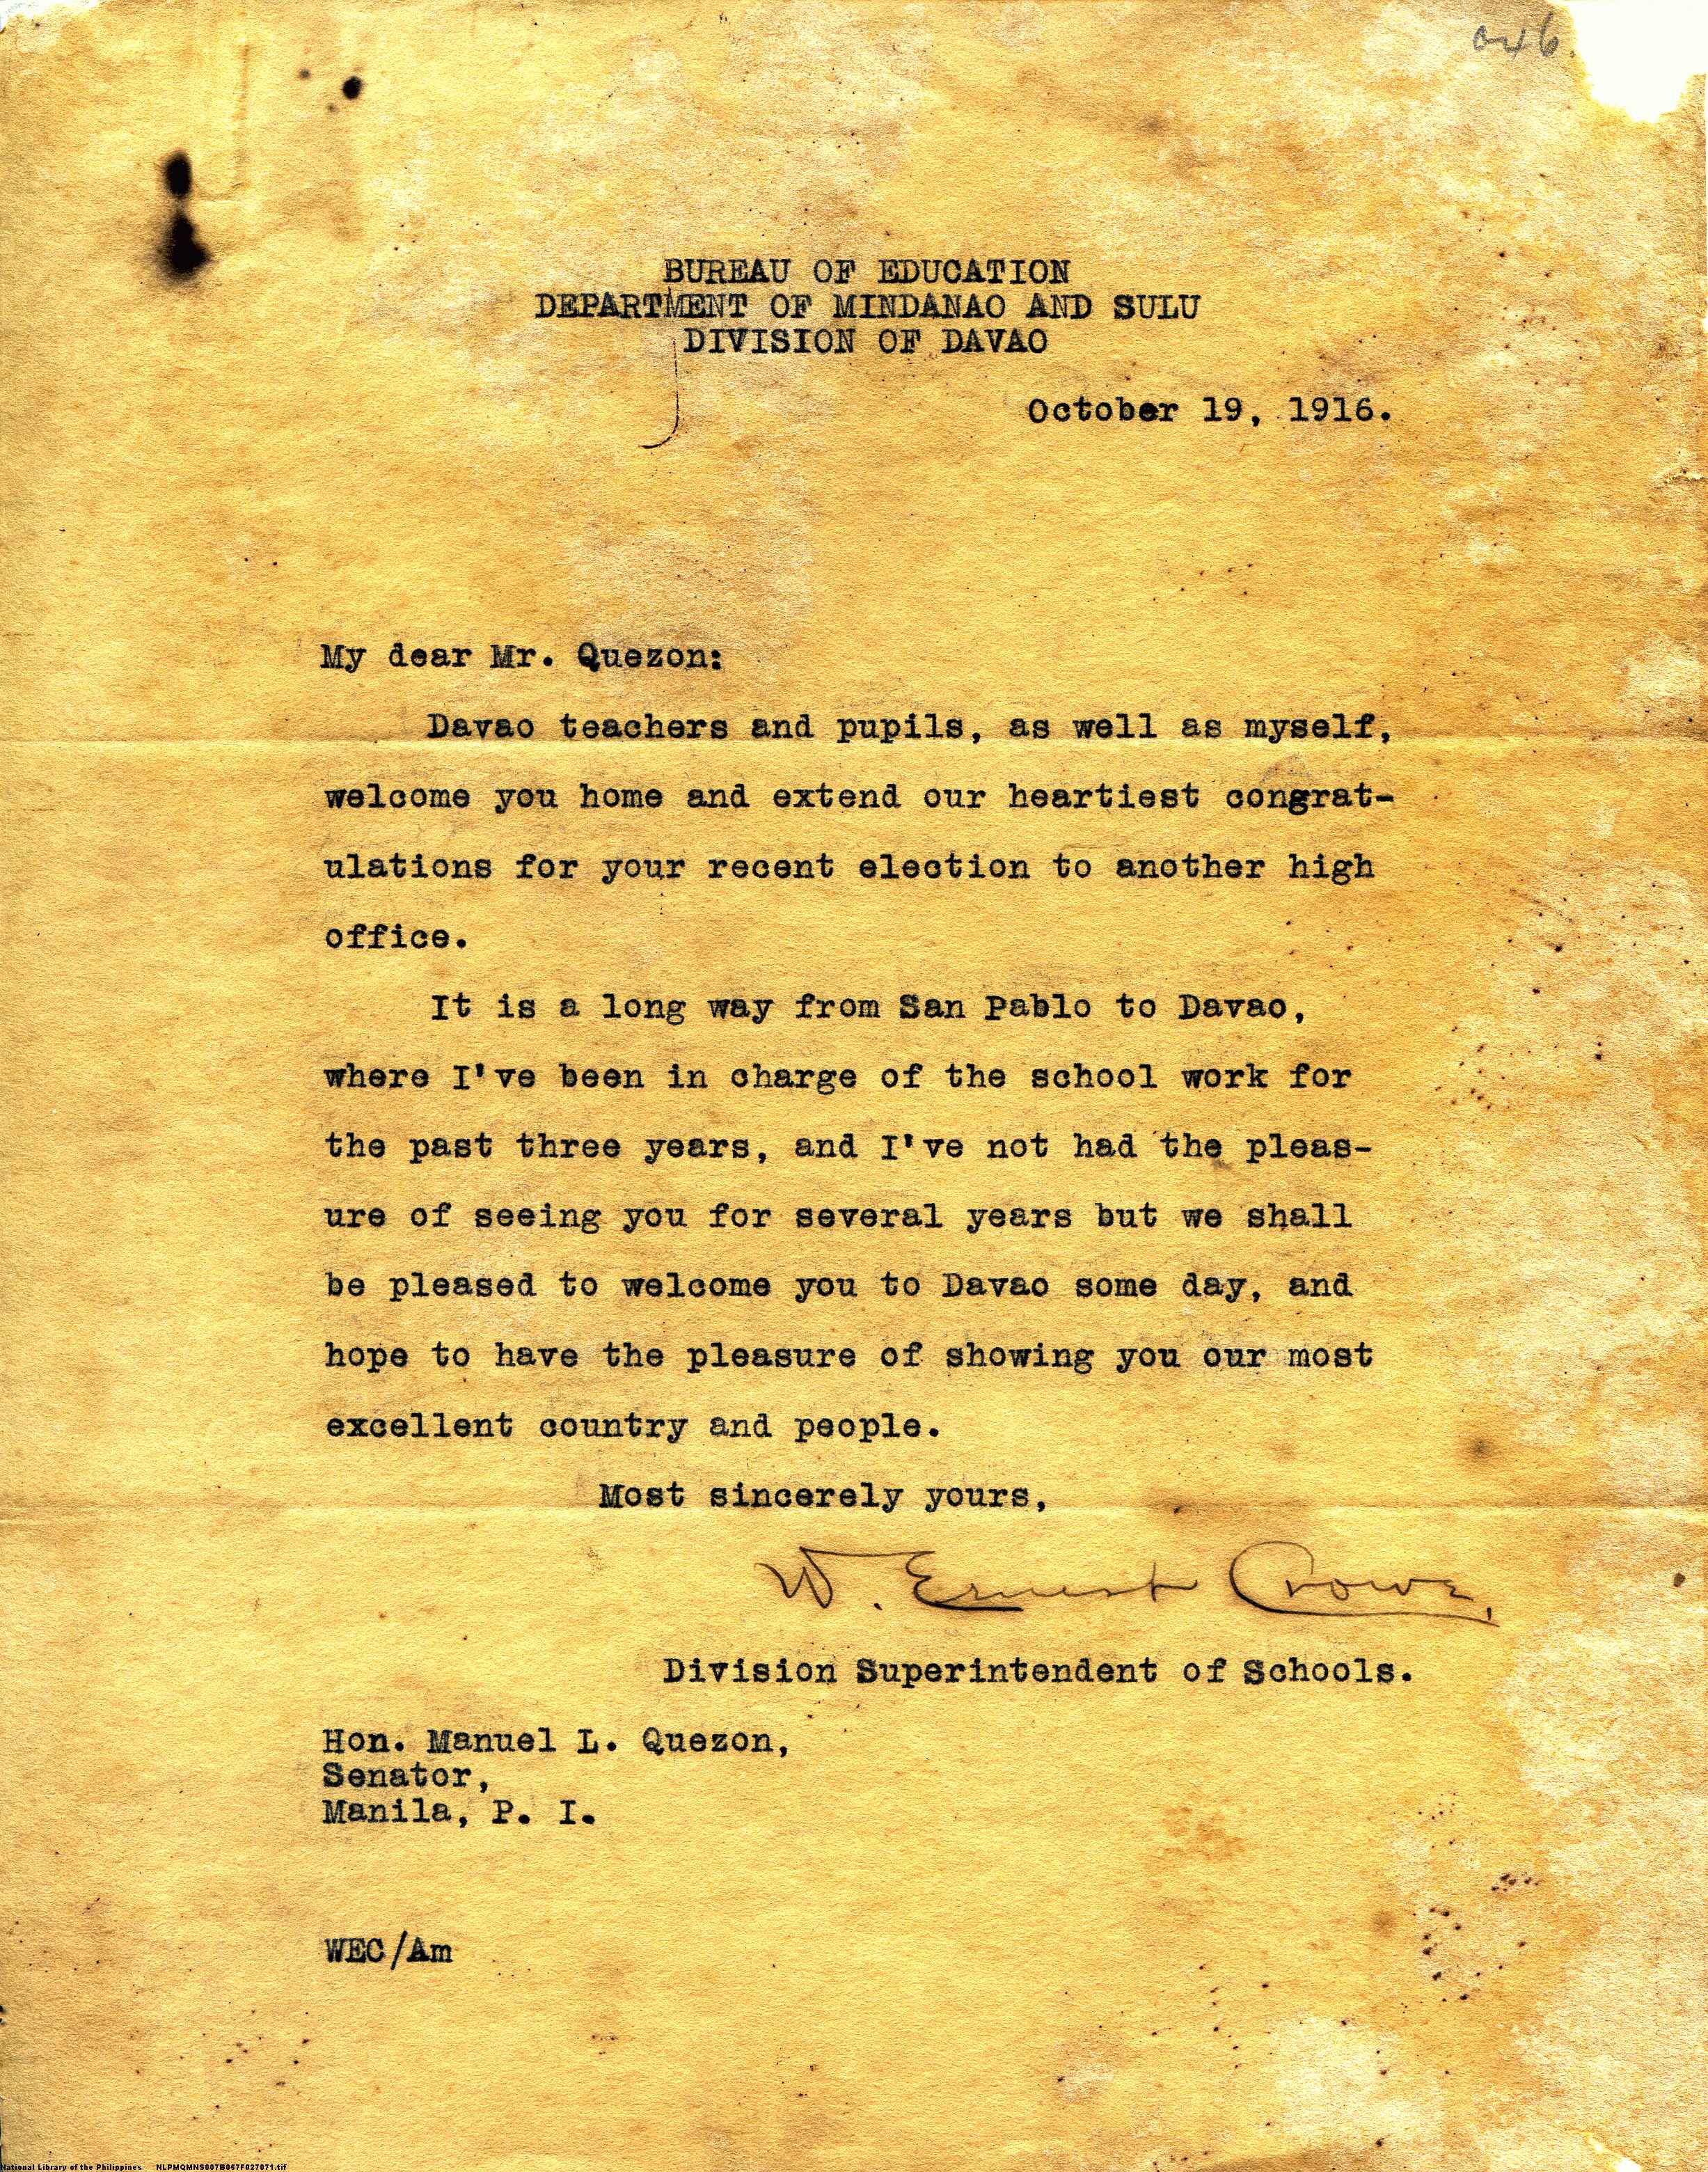 046.
BUREAU OF EDUCATION
DEPARTMENT OF MINDANAO AND SULU
DIVISION OF DAVAO
October 19, 1916.
My dear Mr. Quezon:
Davao teachers and pupils, as well as myself,
welcome you home and extend our heartiest congrat-
ulations for your recent election to another high
office.
It is a long way from San Pablo to Davao,
where I've been in charge of the school work for
the past three years, and I've not had the pleas-
ure of seeing you for several years but we shall
be pleased to welcome you to Davao some day, and
hope to have the pleasure of showing you our most
excellent country and people.
Most sincerely yours,
W. Ernest Crowe,
Division Superintendent of Schools.
Hon. Manuel L. Quezon,
Senator,
Manila, P. I.
WEC/Am
National Library of the Philippines NLPMQMNS007B067F027071.tif